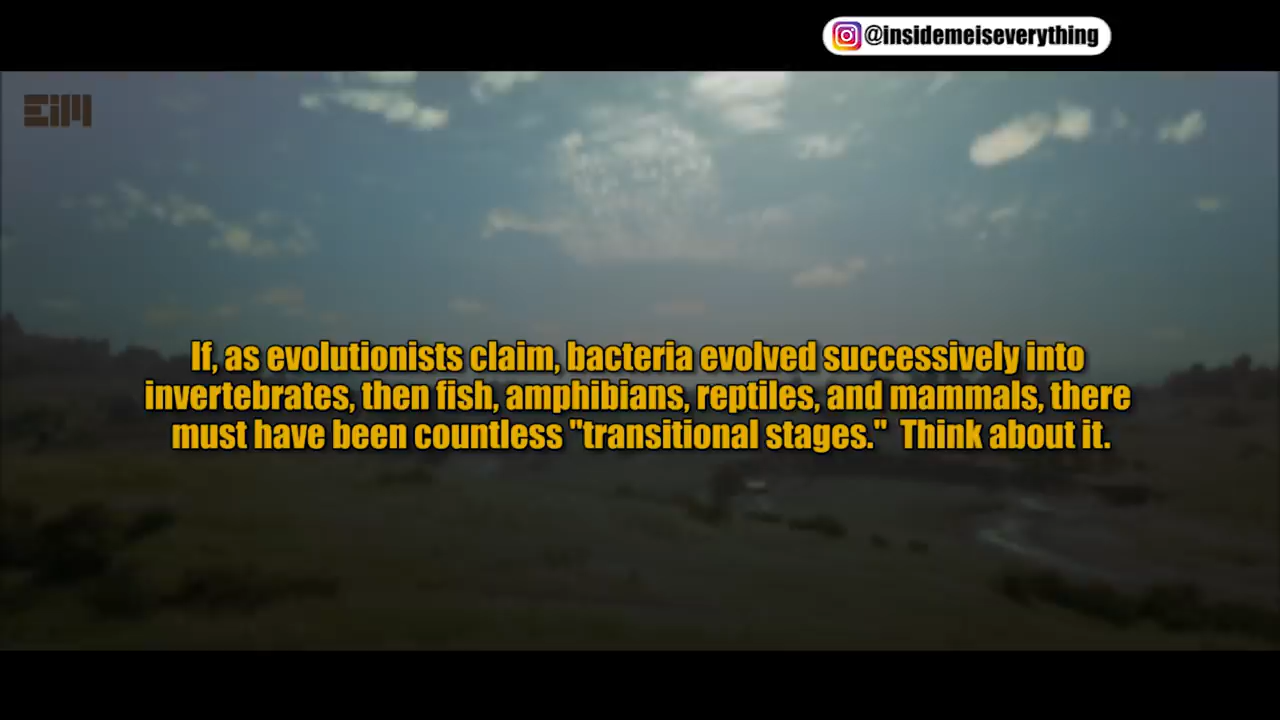 @insidemeiseverything
EiM
If, as evolutionists claim, bacteria evolved successively into
invertebrates, then fish, amphibians, reptiles, and mammals, there
must have been countless "transitional stages."  Think about it.